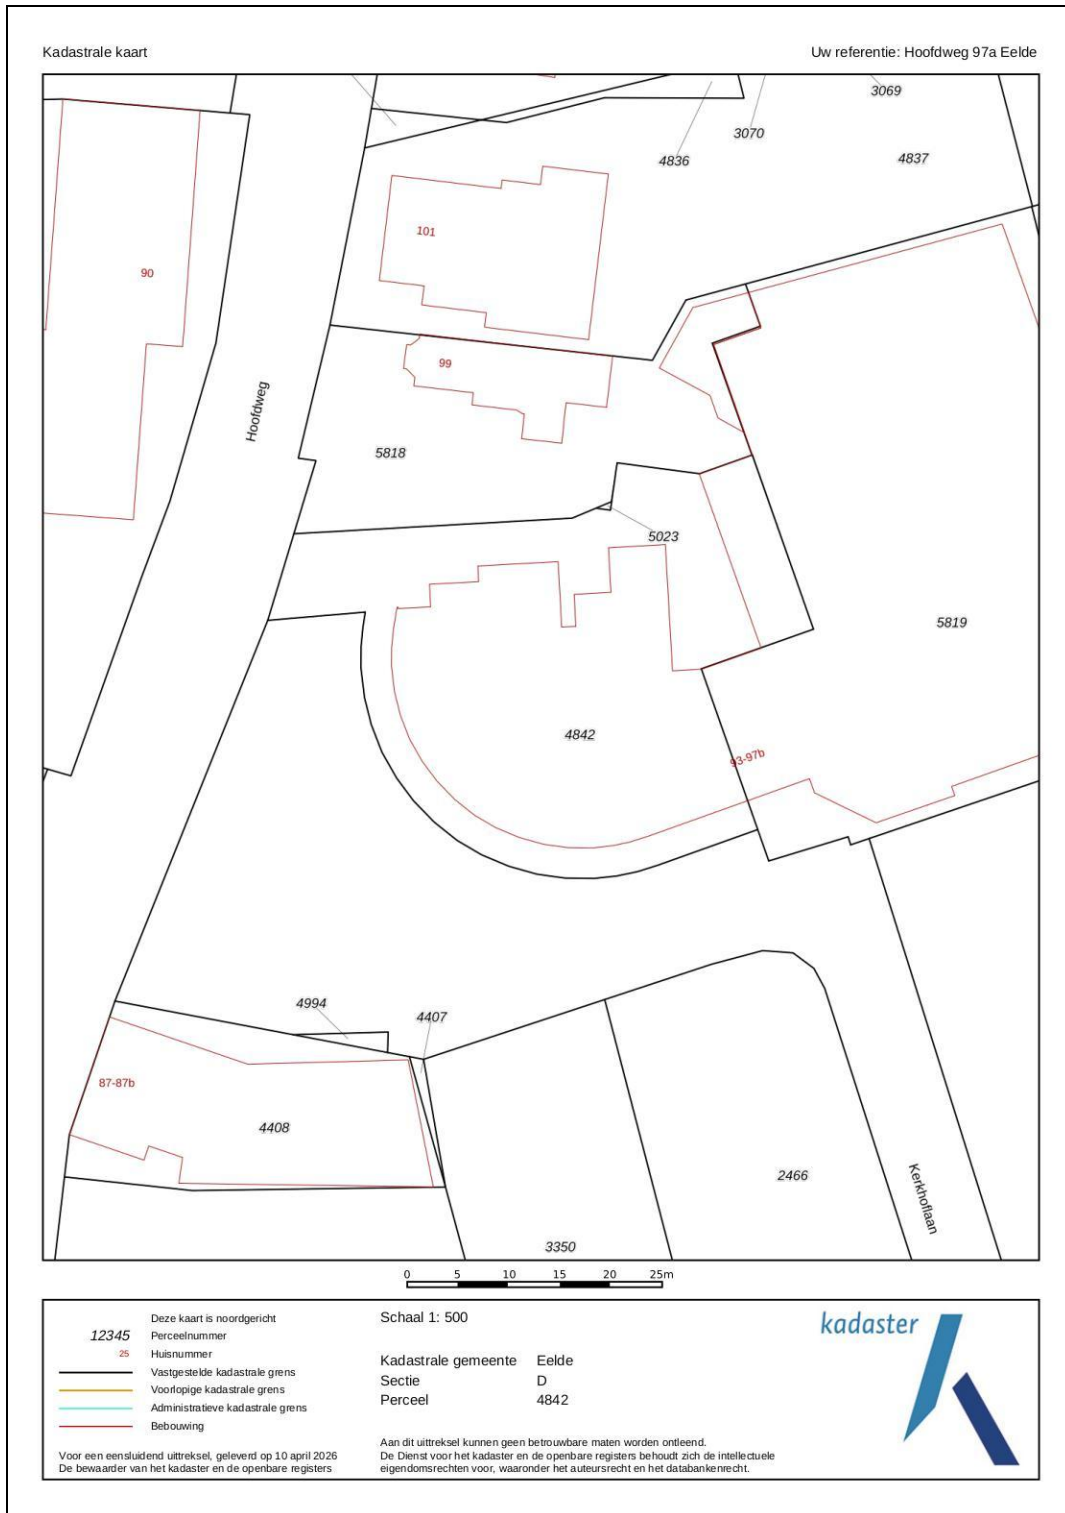 Kadastrale kaart
Uw referentie: Hoofdweg 97a Eelde
3069
3070
4836
4837
101
90
99
Hoofdweg
5818
5023
5819
4842
93-97b
4994
4407
87-87b
4408
2466
Kerkhoflaan
3350
0 5 10 15 20 25m
Deze kaart is noordgericht
12345 Perceelnummer
25 Huisnummer
Vastgestelde kadastrale grens
Voorlopige kadastrale grens
Administratieve kadastrale grens
Bebouwing
Voor een eensluidend uittreksel, geleverd op 10 april 2026
De bewaarder van het kadaster en de openbare registers
Schaal 1: 500
Kadastrale gemeente Eelde
Sectie D
Perceel 4842
Aan dit uittreksel kunnen geen betrouwbare maten worden ontleend.
De Dienst voor het kadaster en de openbare registers behoudt zich de intellectuele
eigendomsrechten voor, waaronder het auteursrecht en het databankenrecht.
kadaster